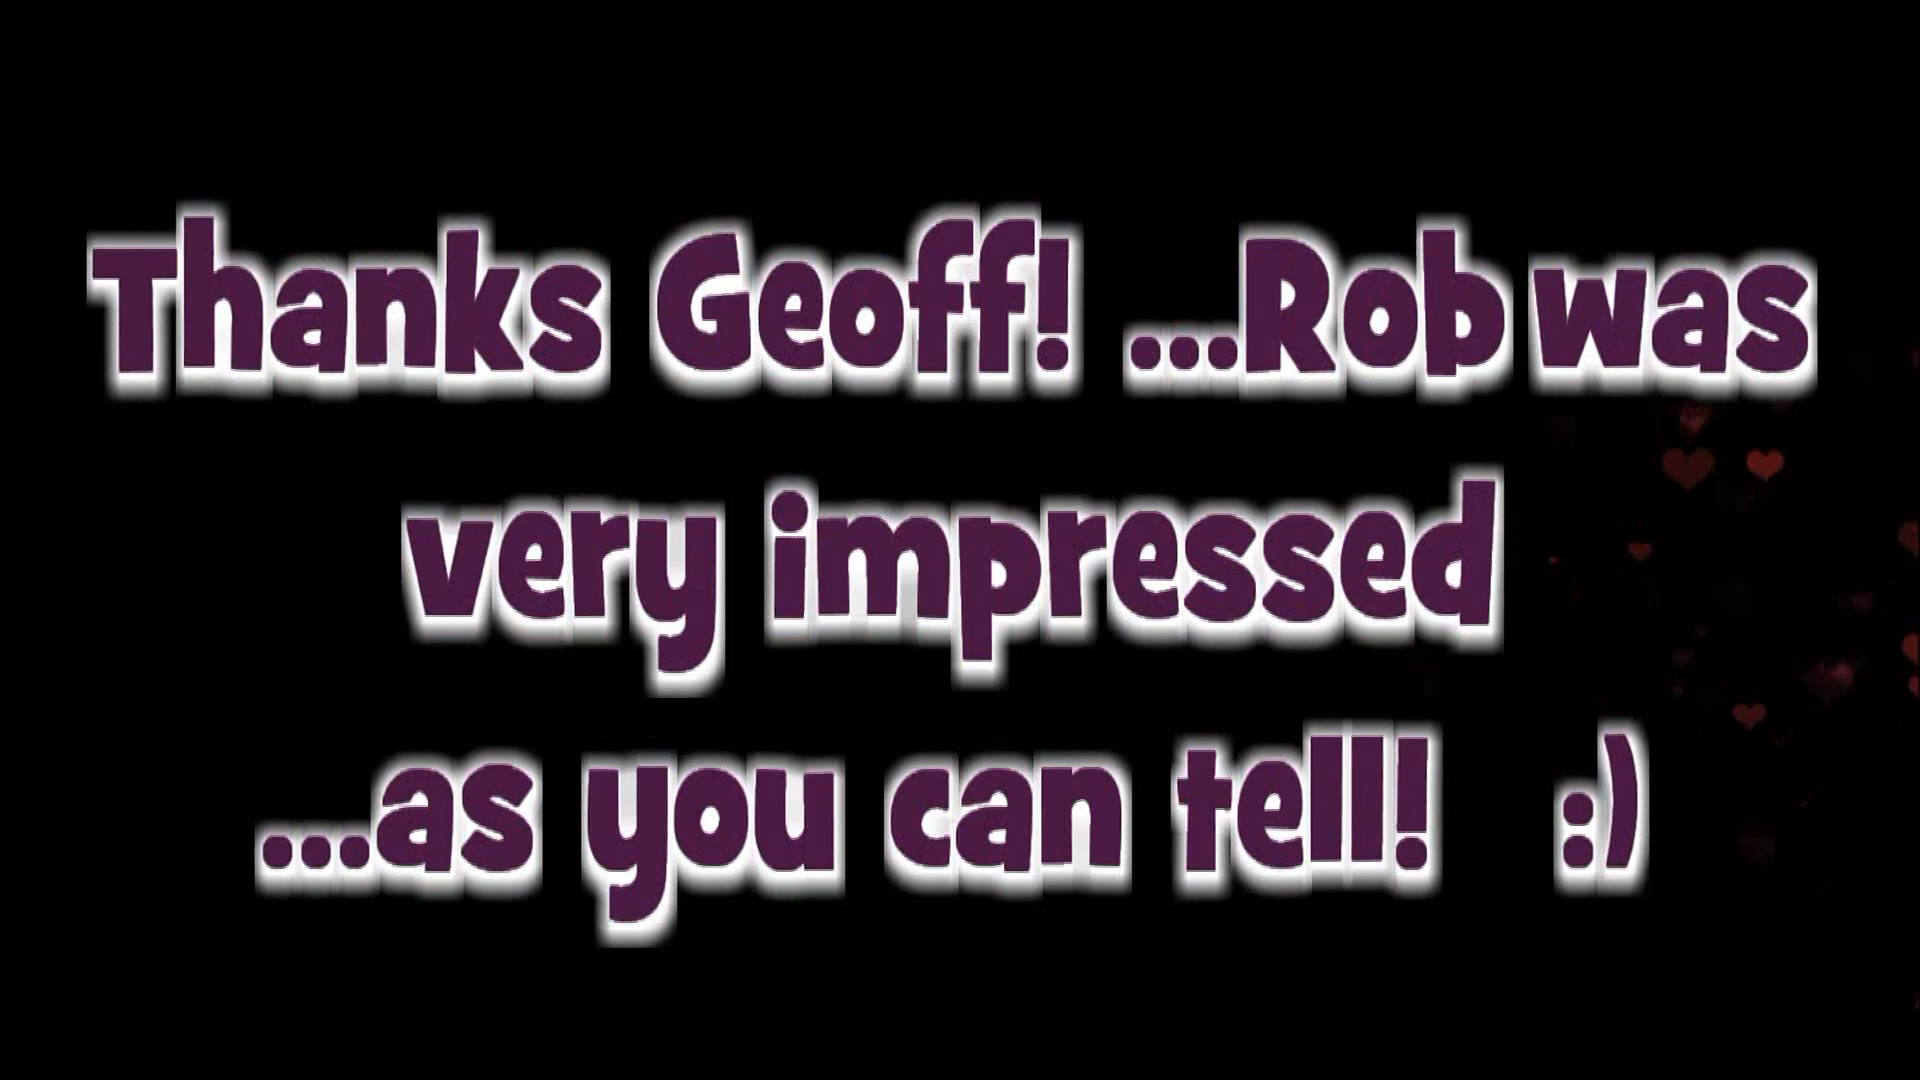 Thanks Geoff! ...Rob was
very impressed
...as you can tell! :)